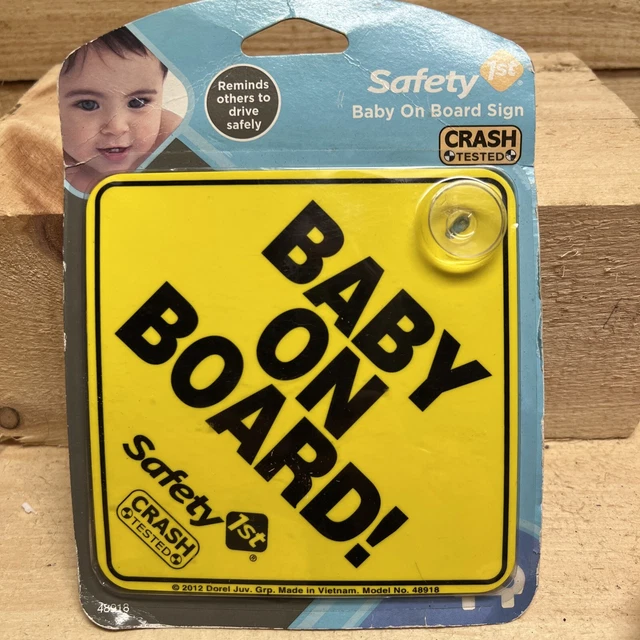 Reminds
others to
drive
safely
Safety 1st
Baby On Board Sign
CRASH
TESTED
BABY
ON
BOARD!
Safety 1st
®
CRASH
TESTED
© 2012 Dorel Juv. Grp. Made in Vietnam. Model No. 48918
48918